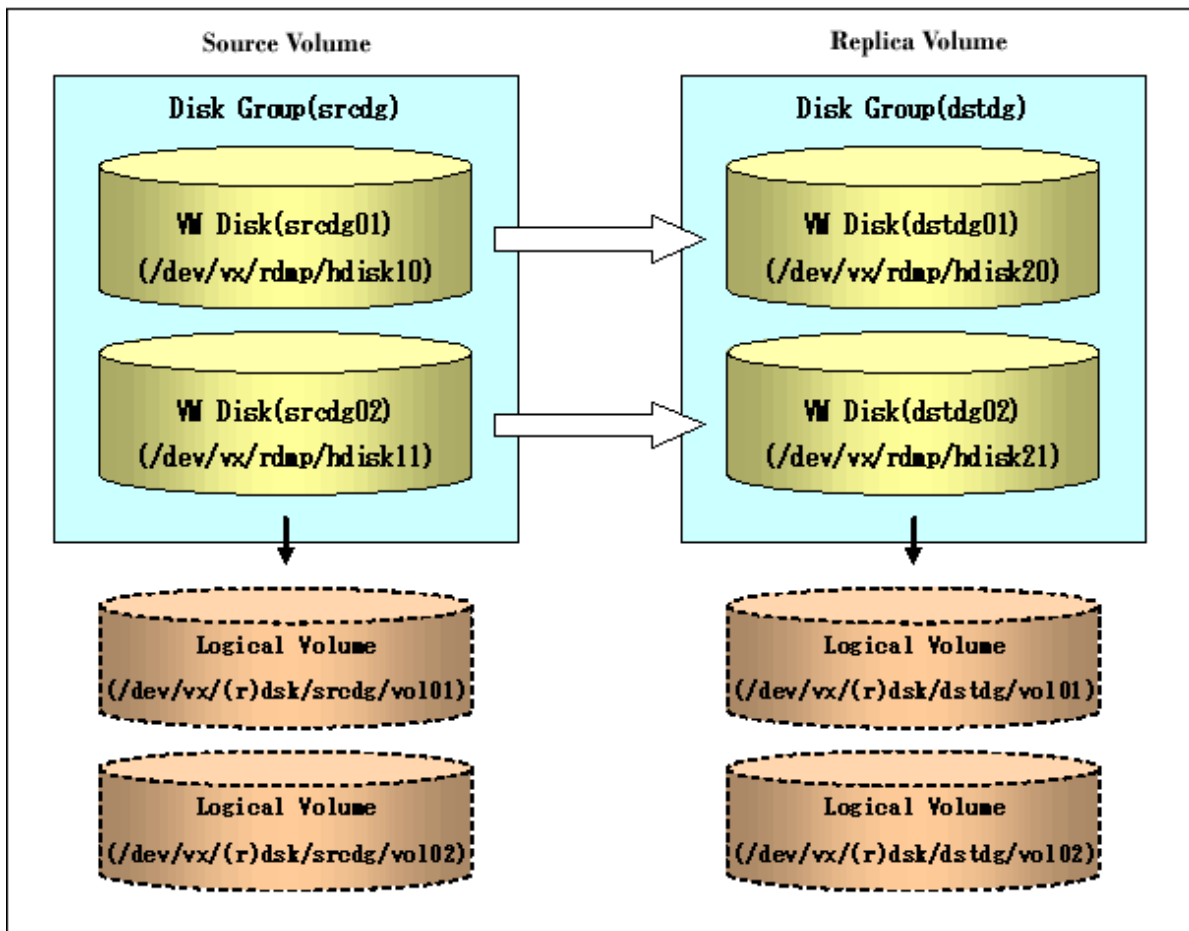 Source Volume
Replica Volume
Disk Group(srcdg)
VM Disk(srcdg01)
(/dev/vx/rdmp/hdisk10)
VM Disk(srcdg02)
(/dev/vx/rdmp/hdisk11)
Disk Group(dstdg)
VM Disk(dstdg01)
(/dev/vx/rdmp/hdisk20)
VM Disk(dstdg02)
(/dev/vx/rdmp/hdisk21)
Logical Volume
(/dev/vx/(r)dsk/srcdg/vol01)
Logical Volume
(/dev/vx/(r)dsk/srcdg/vol02)
Logical Volume
(/dev/vx/(r)dsk/dstdg/vol01)
Logical Volume
(/dev/vx/(r)dsk/dstdg/vol02)